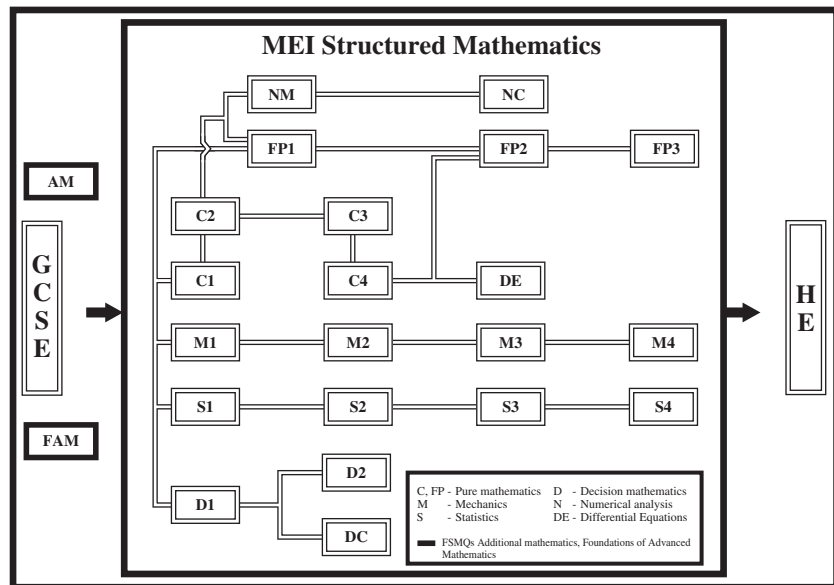 MEI Structured Mathematics
NM
NC
FP1
FP2
FP3
AM
C2
C3
GCSE
C1
C4
DE
HE
M1
M2
M3
M4
S1
S2
S3
S4
FAM
D2
D1
DC
C, FP - Pure mathematics D - Decision mathematics
M - Mechanics N - Numerical analysis
S - Statistics DE - Differential Equations
FSMQs Additional mathematics, Foundations of Advanced
Mathematics